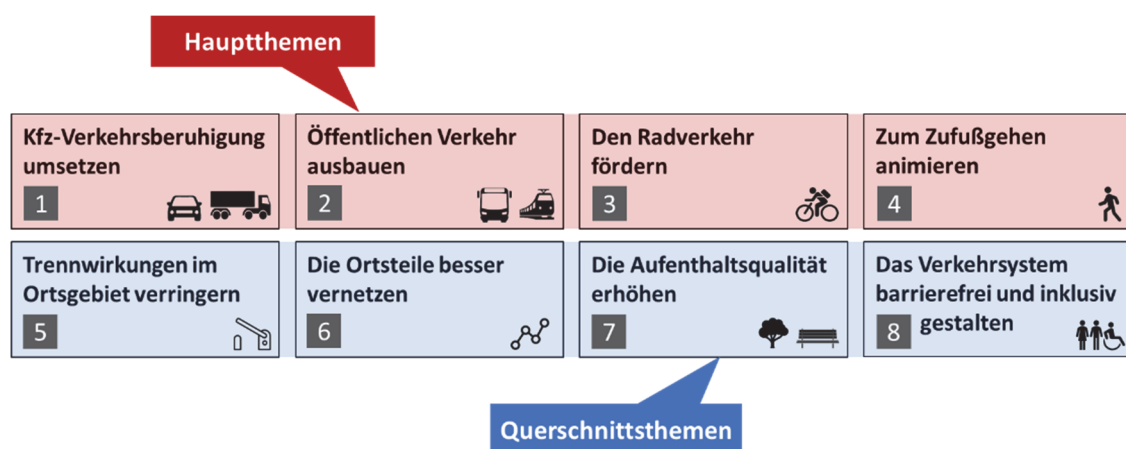 Hauptthemen
Kfz-Verkehrsberuhigung
umsetzen
1
Öffentlichen Verkehr
ausbauen
2
Den Radverkehr
fördern
3
Zum Zufußgehen
animieren
4
Trennwirkungen im
Ortsgebiet verringern
5
Die Ortsteile besser
vernetzen
6
Die Aufenthaltsqualität
erhöhen
7
Das Verkehrsystem
barrierefrei und inklusiv
gestalten
8
Querschnittsthemen